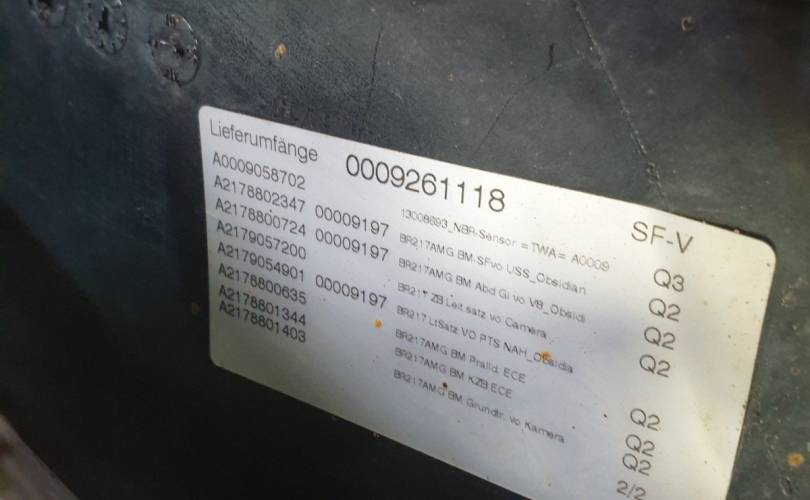 Lieferumfänge 0009261118 SF-V
A0009058702 13008693_NBR-Sensor =TWA= A0009 Q3
A2178802347 00009197 BR217AMG BM-SFvo USS_Obsidian Q2
A2178800724 00009197 BR217AMG BM Abd Gi vo VB_Obsidi Q2
A2179057200 BR217 ZB Leit.satz vo Camera Q2
A2179054901 BR217 LtSatz VO PTS NAH_Obsidia
A2178800635 00009197 BR217AMG BM Pralld ECE Q2
A2178801344 BR217AMG BM KZB ECE Q2
A2178801403 BR217AMG BM Grundtr. vo Kamera Q2
2/2